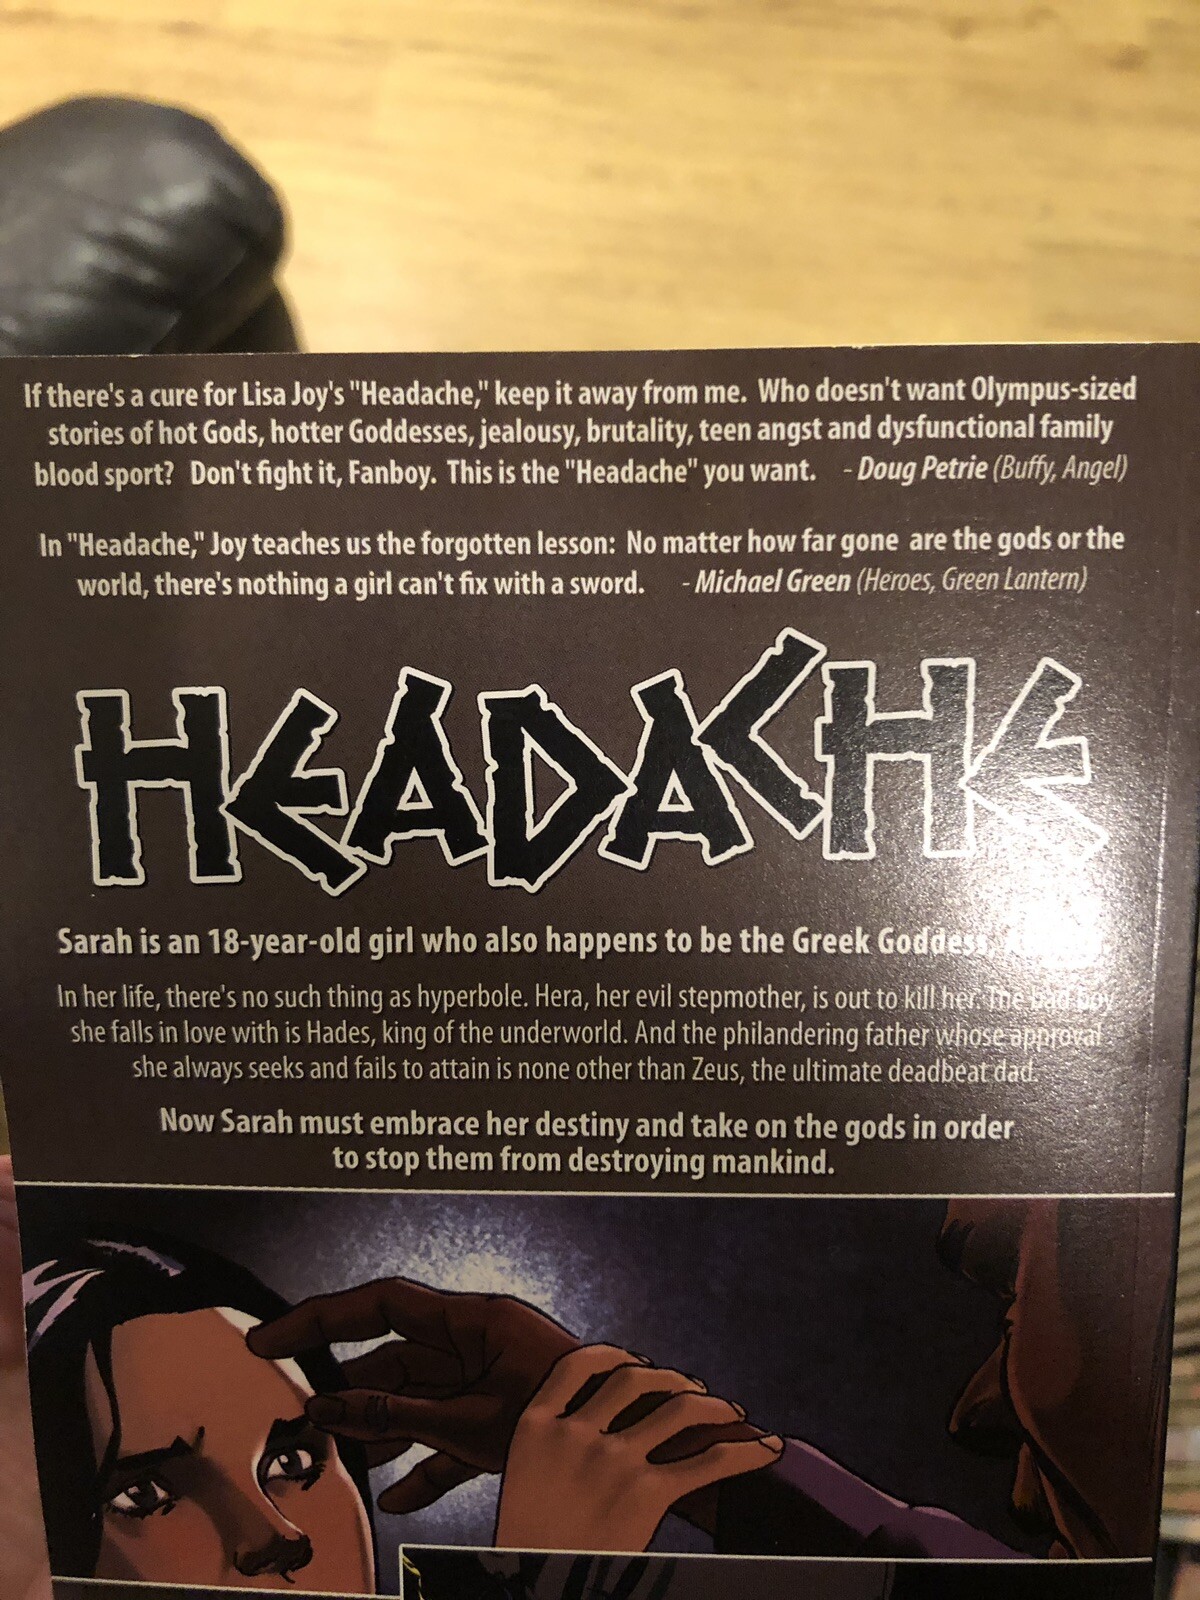 If there's a cure for Lisa Joy's "Headache," keep it away from me. Who doesn't want Olympus-sized
stories of hot Gods, hotter Goddesses, jealousy, brutality, teen angst and dysfunctional family
blood sport? Don't fight it, Fanboy. This is the "Headache" you want. - Doug Petrie (Buffy, Angel)
In "Headache," Joy teaches us the forgotten lesson: No matter how far gone are the gods or the
world, there's nothing a girl can't fix with a sword. - Michael Green (Heroes, Green Lantern)
HEADACHE
Sarah is an 18-year-old girl who also happens to be the Greek Goddess,
In her life, there's no such thing as hyperbole. Hera, her evil stepmother, is out to kill her. The bad boy
she falls in love with is Hades, king of the underworld. And the philandering father whose approval
she always seeks and fails to attain is none other than Zeus, the ultimate deadbeat dad.
Now Sarah must embrace her destiny and take on the gods in order
to stop them from destroying mankind.